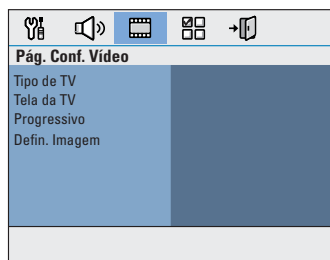 Pág. Conf. Vídeo
Tipo de TV
Tela da TV
Progressivo
Defin. Imagem